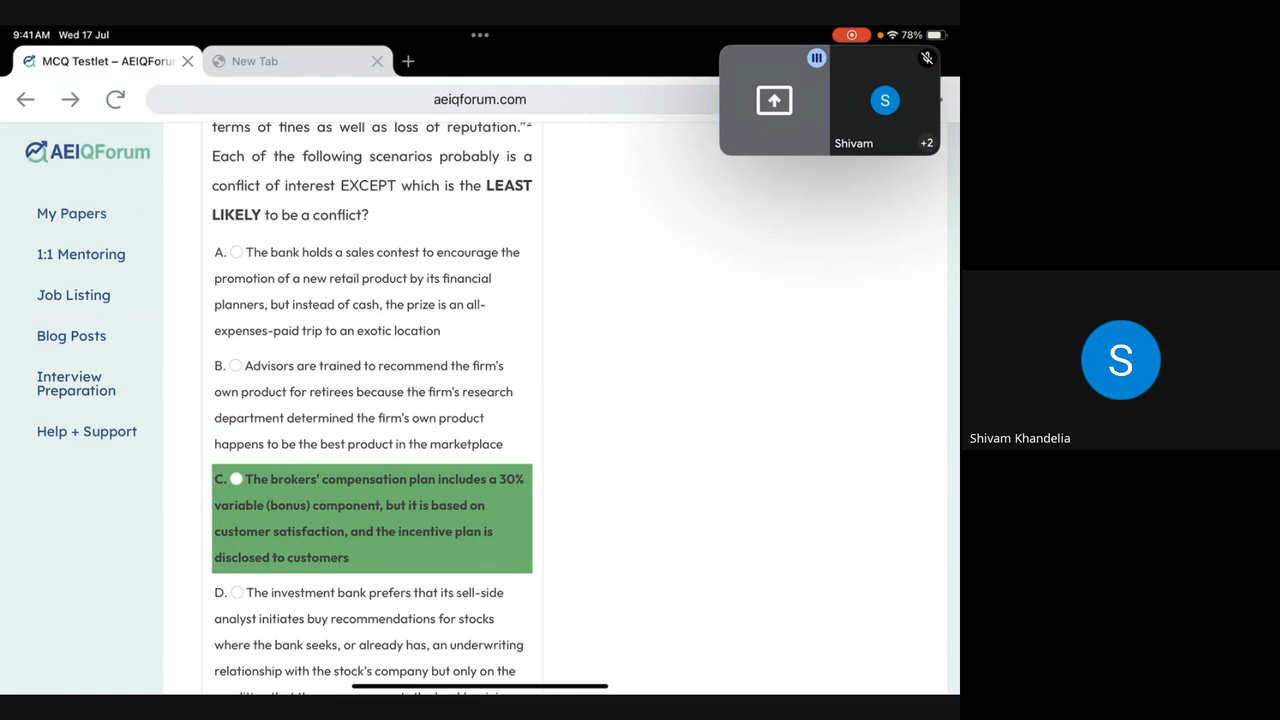 9:41 AM Wed 17 Jul
78%
MCQ Testlet – AEIQForu
New Tab
aeiqforum.com
S
Shivam
+2
AEIQForum
My Papers
1:1 Mentoring
Job Listing
Blog Posts
Interview
Preparation
Help + Support
terms of fines as well as loss of reputation."²
Each of the following scenarios probably is a
conflict of interest EXCEPT which is the LEAST
LIKELY to be a conflict?
A. The bank holds a sales contest to encourage the
promotion of a new retail product by its financial
planners, but instead of cash, the prize is an all-
expenses-paid trip to an exotic location
B. Advisors are trained to recommend the firm's
own product for retirees because the firm's research
department determined the firm's own product
happens to be the best product in the marketplace
C. The brokers' compensation plan includes a 30%
variable (bonus) component, but it is based on
customer satisfaction, and the incentive plan is
disclosed to customers
D. The investment bank prefers that its sell-side
analyst initiates buy recommendations for stocks
where the bank seeks, or already has, an underwriting
relationship with the stock's company but only on the
S
Shivam Khandelia